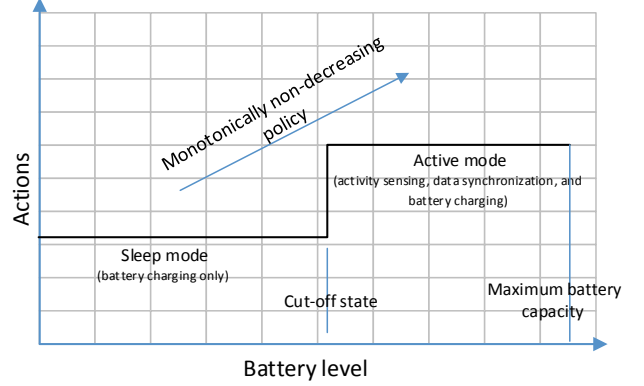 Monotonically non-decreasing
policy
Actions
Active mode
(activity sensing, data synchronization, and
battery charging)
Sleep mode
(battery charging only)
Cut-off state
Maximum battery
capacity
Battery level